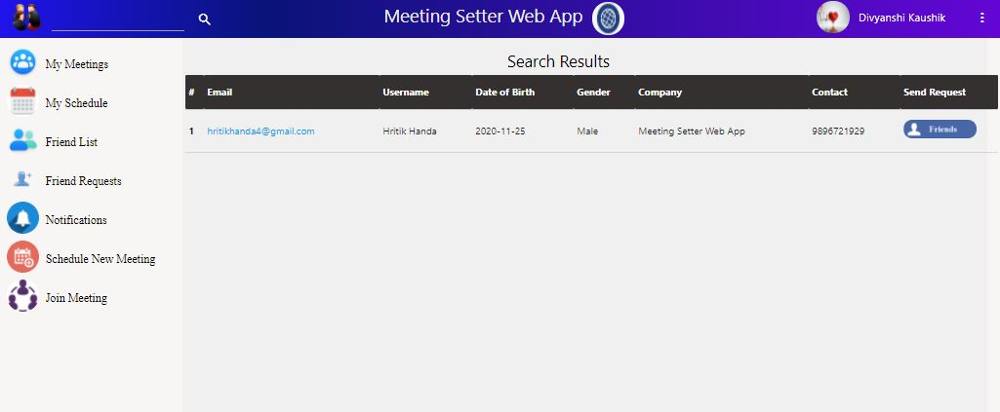 Meeting Setter Web App
Divyanshi Kaushik
My Meetings
My Schedule
Friend List
Friend Requests
Notifications
Schedule New Meeting
Join Meeting
Search Results
# Email Username Date of Birth Gender Company Contact Send Request
1 hritikhanda4@gmail.com Hritik Handa 2020-11-25 Male Meeting Setter Web App 9896721929 Friends